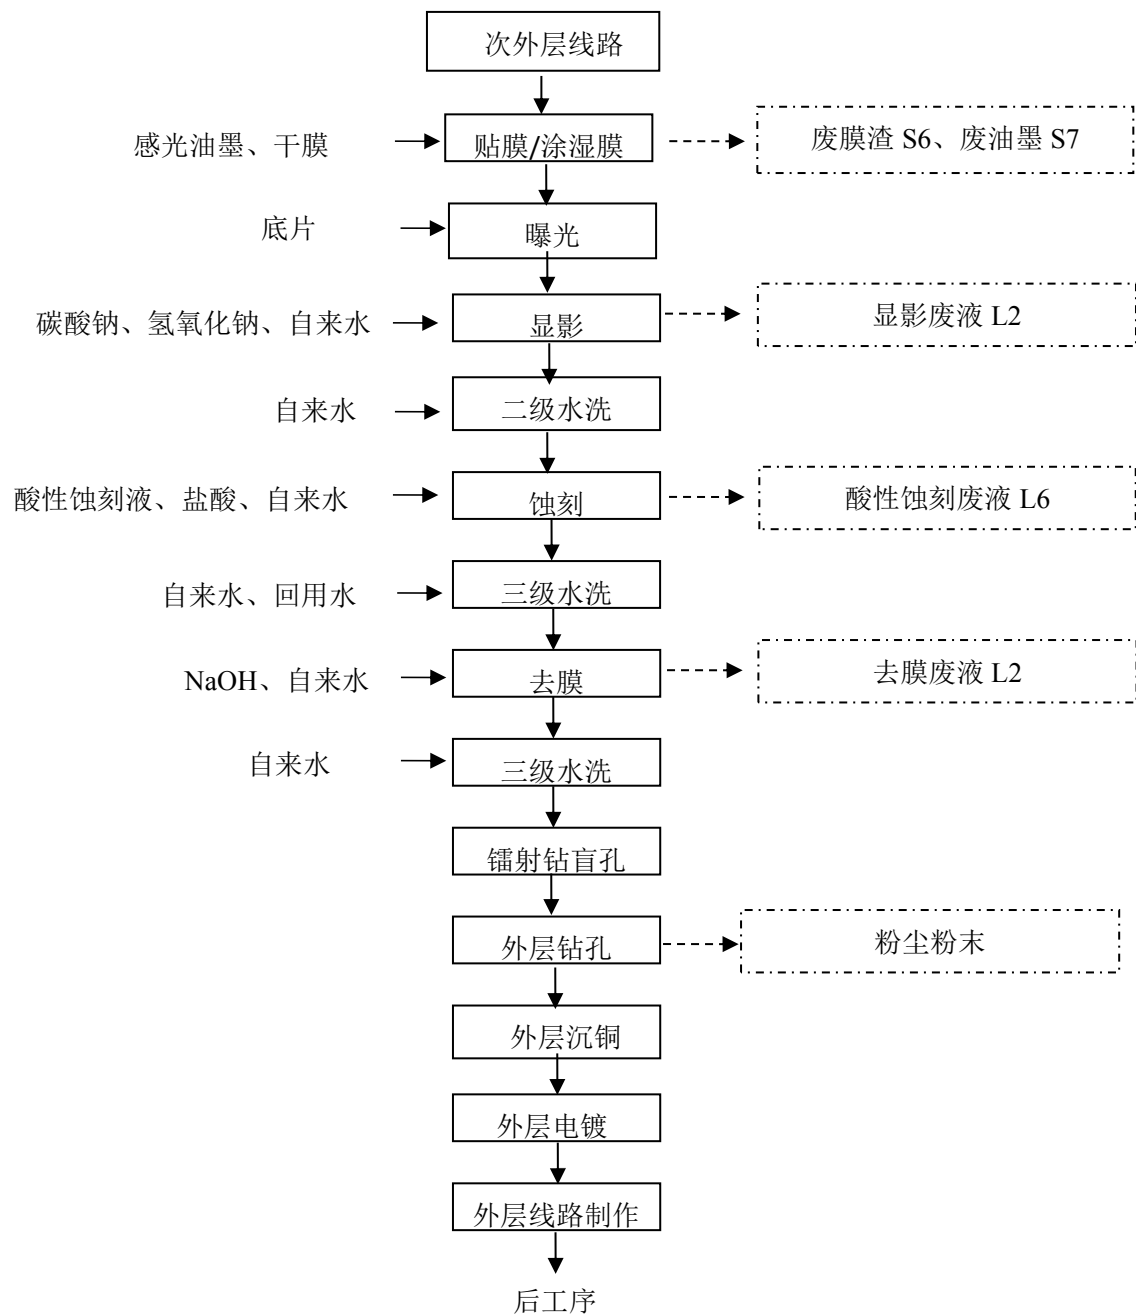 次外层线路
感光油墨、干膜
贴膜/涂湿膜
废膜渣 S6、废油墨 S7
底片
曝光
碳酸钠、氢氧化钠、自来水
显影
显影废液 L2
自来水
二级水洗
酸性蚀刻液、盐酸、自来水
蚀刻
酸性蚀刻废液 L6
自来水、回用水
三级水洗
NaOH、自来水
去膜
去膜废液 L2
自来水
三级水洗
镭射钻盲孔
外层钻孔
粉尘粉末
外层沉铜
外层电镀
外层线路制作
后工序